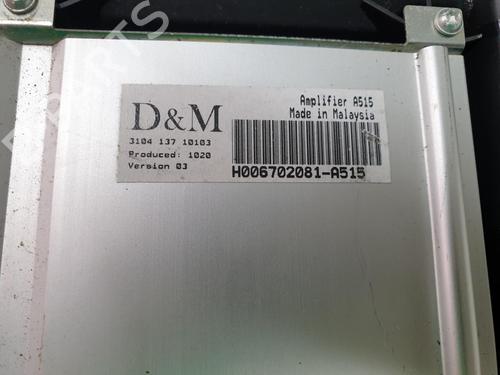 D&M
3104 137 10103
Produced: 1020
Version 03
Amplifier A515
Made in Malaysia
H006702081-A515